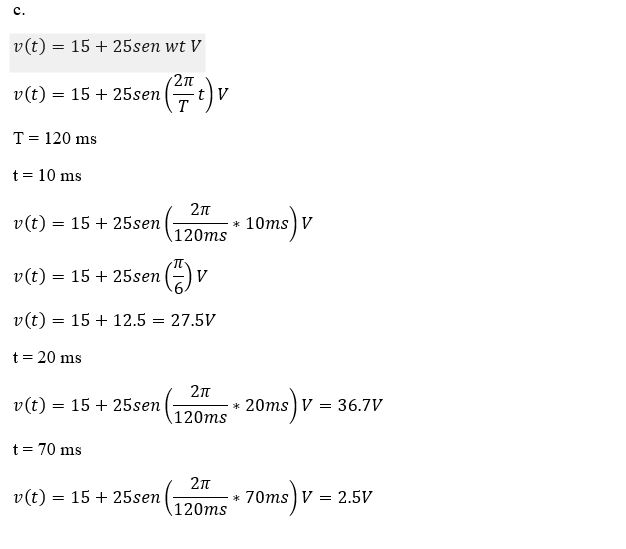 c.
v(t) = 15 + 25sen wt V
v(t) = 15 + 25sen(2π/T t) V
T = 120 ms
t = 10 ms
v(t) = 15 + 25sen(2π/120ms * 10ms) V
v(t) = 15 + 25sen(π/6) V
v(t) = 15 + 12.5 = 27.5V
t = 20 ms
v(t) = 15 + 25sen(2π/120ms * 20ms) V = 36.7V
t = 70 ms
v(t) = 15 + 25sen(2π/120ms * 70ms) V = 2.5V